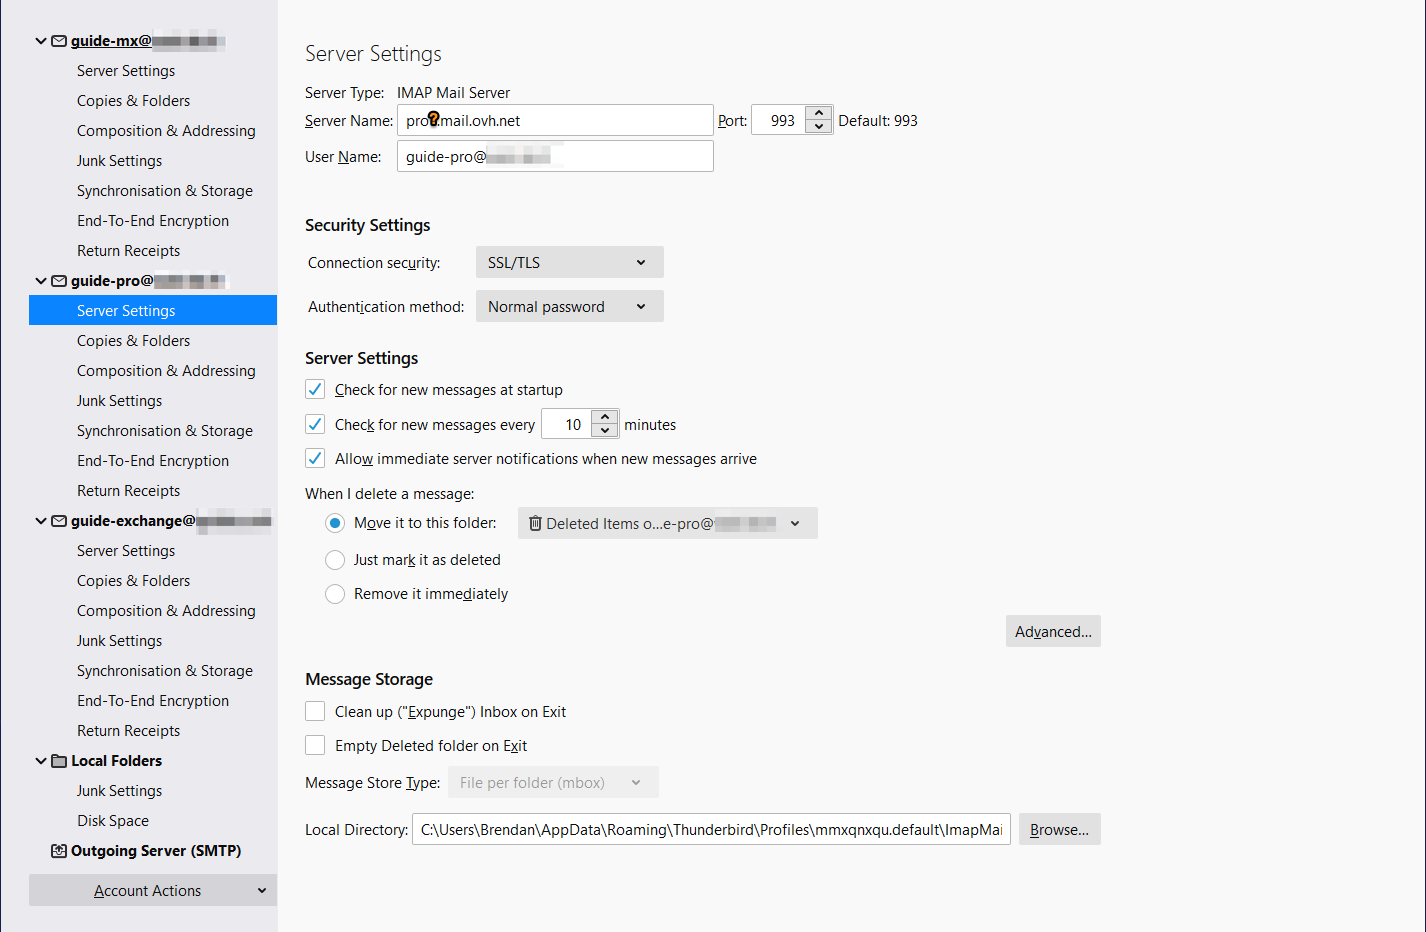 guide-mx@
Server Settings
Copies & Folders
Composition & Addressing
Junk Settings
Synchronisation & Storage
End-To-End Encryption
Return Receipts
guide-pro@
Server Settings
Copies & Folders
Composition & Addressing
Junk Settings
Synchronisation & Storage
End-To-End Encryption
Return Receipts
guide-exchange@
Server Settings
Copies & Folders
Composition & Addressing
Junk Settings
Synchronisation & Storage
End-To-End Encryption
Return Receipts
Local Folders
Junk Settings
Disk Space
Outgoing Server (SMTP)
Account Actions
Server Settings
Server Type: IMAP Mail Server
Server Name: pro?.mail.ovh.net Port: 993 Default: 993
User Name: guide-pro@
Security Settings
Connection security: SSL/TLS
Authentication method: Normal password
Server Settings
Check for new messages at startup
Check for new messages every 10 minutes
Allow immediate server notifications when new messages arrive
When I delete a message:
Move it to this folder: Deleted Items o...e-pro@
Just mark it as deleted
Remove it immediately
Advanced...
Message Storage
Clean up ("Expunge") Inbox on Exit
Empty Deleted folder on Exit
Message Store Type: File per folder (mbox)
Local Directory: C:\Users\Brendan\AppData\Roaming\Thunderbird\Profiles\mmxqnxqu.default\ImapMai Browse...